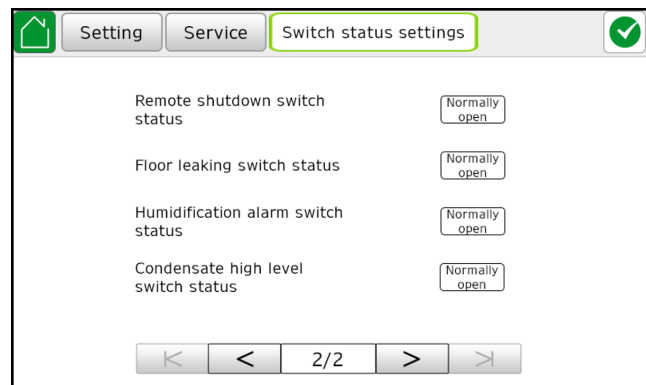 Setting Service Switch status settings
Remote shutdown switch
status
Normally
open
Floor leaking switch status
Normally
open
Humidification alarm switch
status
Normally
open
Condensate high level
switch status
Normally
open
< 2/2 >